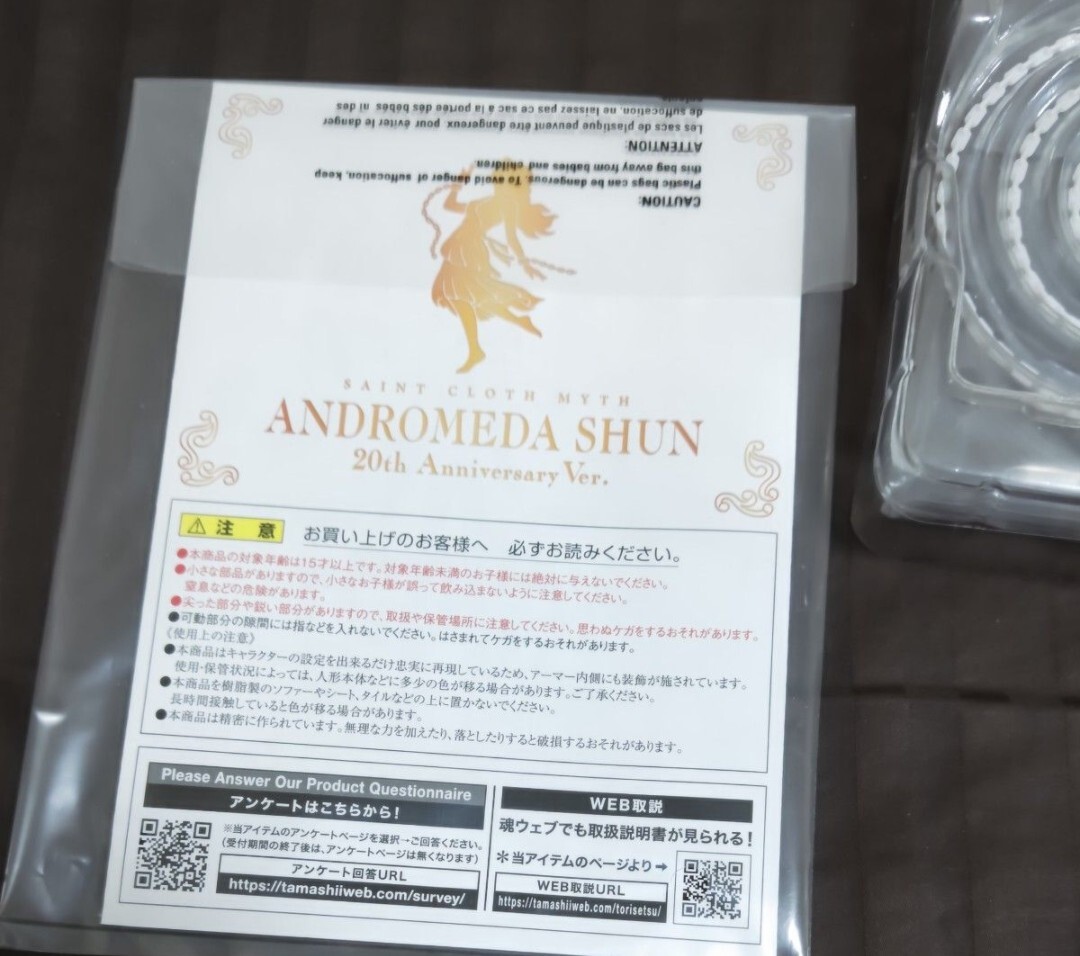 de suffocation, ne laissez pas ce sac à la portée des bébés ni des
Les sacs de plastique peuvent être dangereux. pour éviter le danger
ATTENTION:
this bag away from babies and children.
Plastic bags can be dangerous. To avoid danger of suffocation, keep
CAUTION:
SAINT CLOTH MYTH
ANDROMEDA SHUN
20th Anniversary Ver.
注 意 お買い上げのお客様へ 必ずお読みください。
●本商品の対象年齢は15才以上です。対象年齢未満のお子様には絶対に与えないでください。
●小さな部品がありますので、小さなお子様が誤って飲み込まないように注意してください。
窒息などの危険があります。
●尖った部分や鋭い部分がありますので、取扱や保管場所に注意してください。思わぬケガをするおそれがあります。
●可動部分の隙間には指などを入れないでください。はさまれてケガをするおそれがあります。
《使用上の注意》
●本商品はキャラクターの設定を出来るだけ忠実に再現しているため、アーマー内側にも装飾が施されています。
使用・保管状況によっては、人形本体などに多少の色が移る場合があります。ご了承ください。
●本商品を樹脂製のソファーやシート、タイルなどの上に置かないでください。
長時間接触していると色が移る場合があります。
●本商品は精密に作られています。無理な力を加えたり、落としたりすると破損するおそれがあります。
Please Answer Our Product Questionnaire
アンケートはこちらから!
※当アイテムのアンケートページを選択→ご回答ください。
(受付期間の終了後は、アンケートページは無くなります)
アンケート回答URL
https://tamashiiweb.com/survey/
WEB取説
魂ウェブでも取扱説明書が見られる!
＊当アイテムのページより→
WEB取説URL
https://tamashiiweb.com/torisetsu/